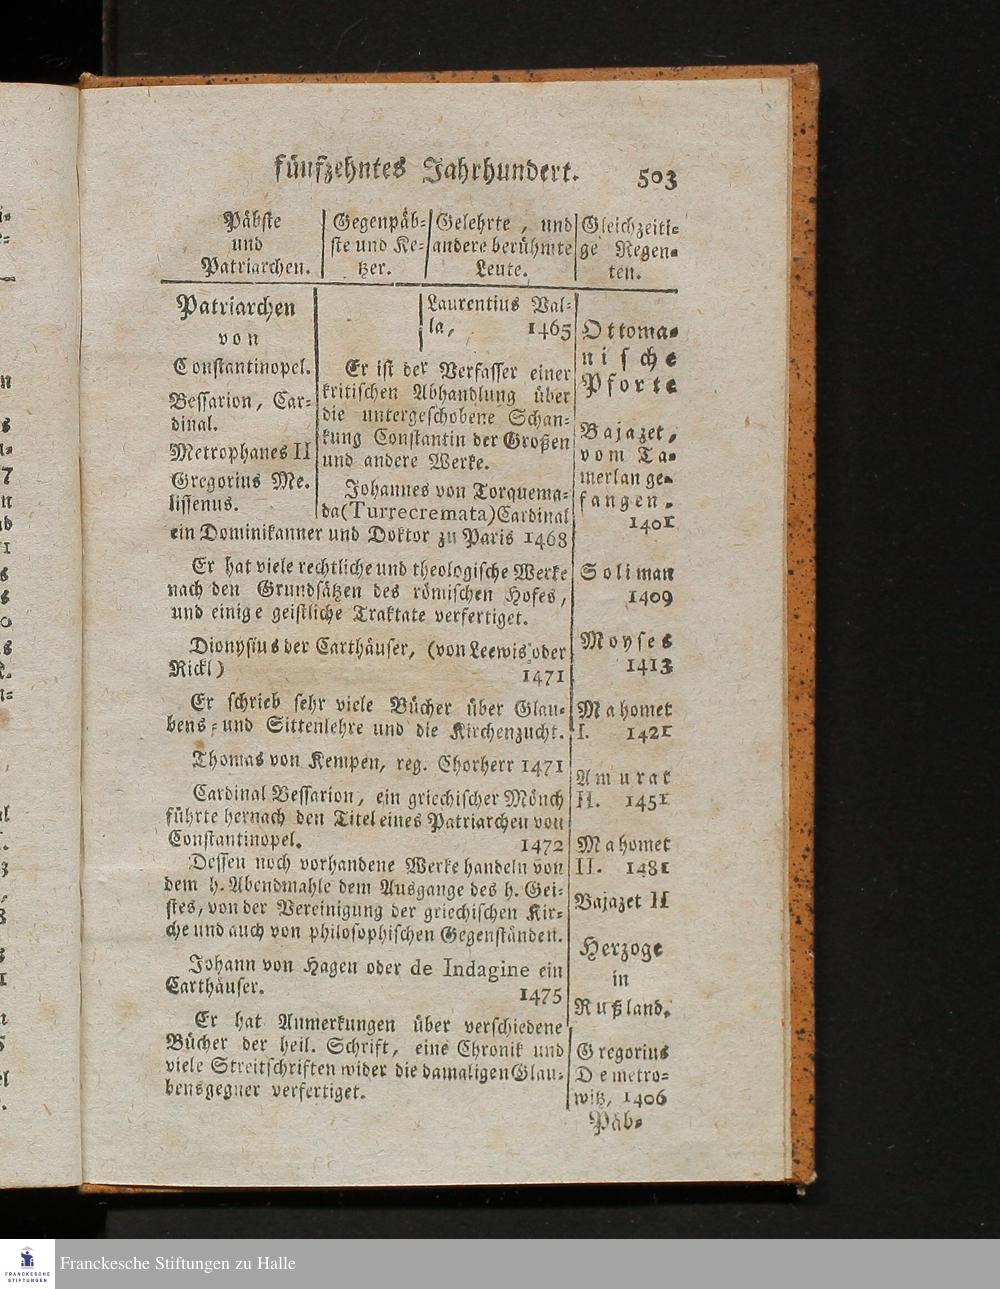 fünfzehntes Jahrhundert. 503
Päbste
und
Patriarchen.
Gegenpäb-
ste und Ke-
tzer.
Gelehrte, und
andere berühmte
Leute.
Gleichzeiti-
ge Regen-
ten.
Patriarchen
von
Constantinopel.
Bessarion, Car-
dinal.
Metrophanes II
Gregorius Me-
lissenus.
Laurentius Val-
la, 1465
Er ist der Verfasser einer
kritischen Abhandlung über
die untergeschobene Schan-
kung Constantin der Großen
und andere Werke.
Johannes von Torquema-
da (Turrecremata) Cardinal
ein Dominikanner und Doktor zu Paris 1468
Er hat viele rechtliche und theologische Werke
nach den Grundsätzen des römischen Hofes,
und einige geistliche Traktate verfertiget.
Dionysius der Carthäuser, (von Leewis oder
Rickl) 1471
Er schrieb sehr viele Bücher über Glau-
bens- und Sittenlehre und die Kirchenzucht.
Thomas von Kempen, reg. Chorherr 1471
Cardinal Bessarion, ein griechischer Mönch
führte hernach den Titel eines Patriarchen von
Constantinopel. 1472
Dessen noch vorhandene Werke handeln von
dem h. Abendmahle dem Ausgange des h. Gei-
stes, von der Vereinigung der griechischen Kir-
che und auch von philosophischen Gegenständen.
Johann von Hagen oder de Indagine ein
Carthäuser. 1475
Er hat Anmerkungen über verschiedene
Bücher der heil. Schrift, eine Chronik und
viele Streitschriften wider die damaligen Glau-
bensgegner verfertiget.
Ottoma-
nische
Pforte
Bajazet,
vom Ta-
merlan ge-
fangen.
1401
Soliman
1409
Moyses
1413
Mahomet
I. 1421
Amurat
II. 1451
Mahomet
II. 1481
Bajazet II
Herzoge
in
Rußland.
Gregorius
Demetro-
witz, 1406
Päb-
FRANCKESCHE
STIFTUNGEN
Franckesche Stiftungen zu Halle